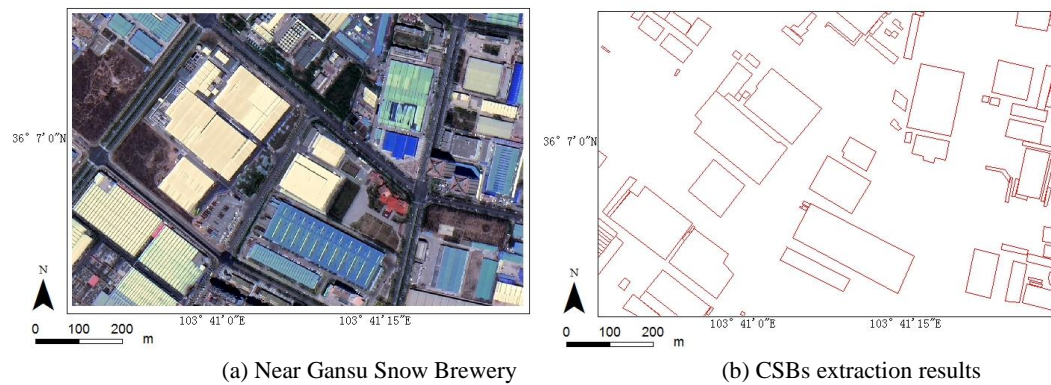 36 7'0"N
N
0 100 200
m
103 41'0"E
103 41'15"E
(a) Near Gansu Snow Brewery
36 7'0"N
N
0 100 200
m
103 41'0"E
103 41'15"E
(b) CSBs extraction results